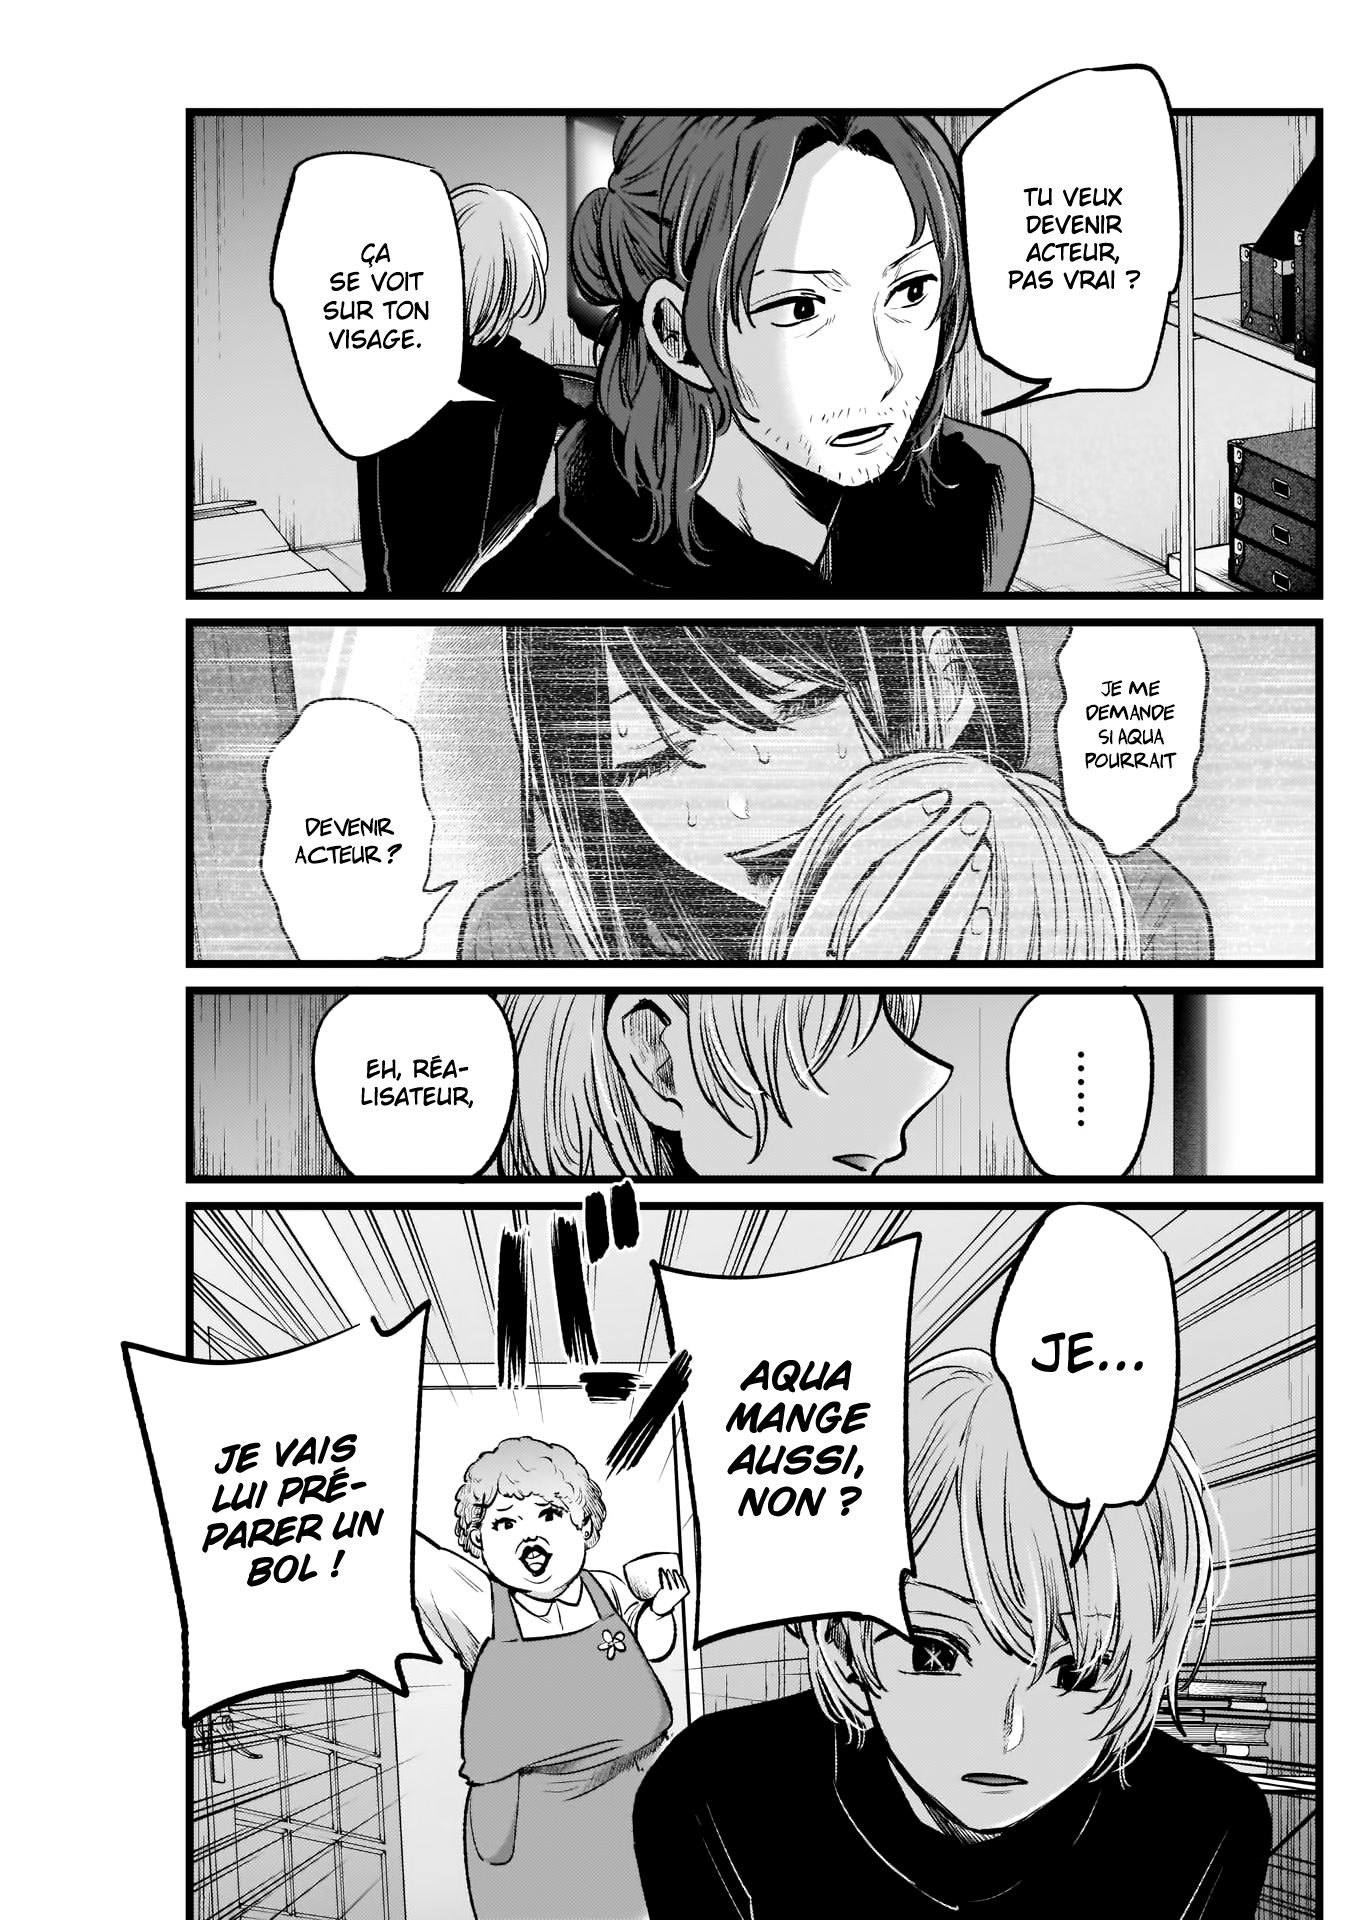 TU VEUX
DEVENIR
ACTEUR,
PAS VRAI ?
ÇA
SE VOIT
SUR TON
VISAGE.
JE ME
DEMANDE
SI AQUA
POURRAIT
DEVENIR
ACTEUR ?
......
EH, RÉA-
LISATEUR,
JE...
AQUA
MANGE
AUSSI,
NON ?
JE VAIS
LUI PRÉ-
PARER UN
BOL !